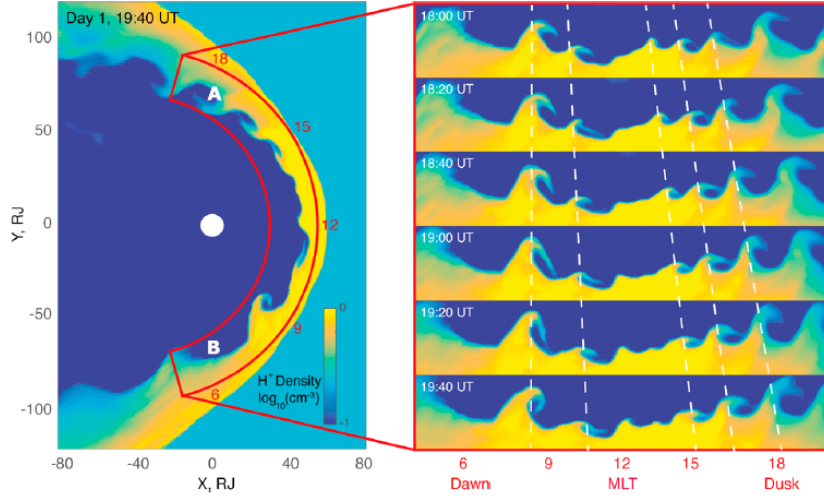 Day 1, 19:40 UT
100
50
0
-50
-100
Y, RJ
-80
-40
0
40
80
X, RJ
18
15
12
9
6
A
B
0
-1
H+ Density
log10(cm-3)
18:00 UT
18:20 UT
18:40 UT
19:00 UT
19:20 UT
19:40 UT
6
9
12
15
18
Dawn
MLT
Dusk